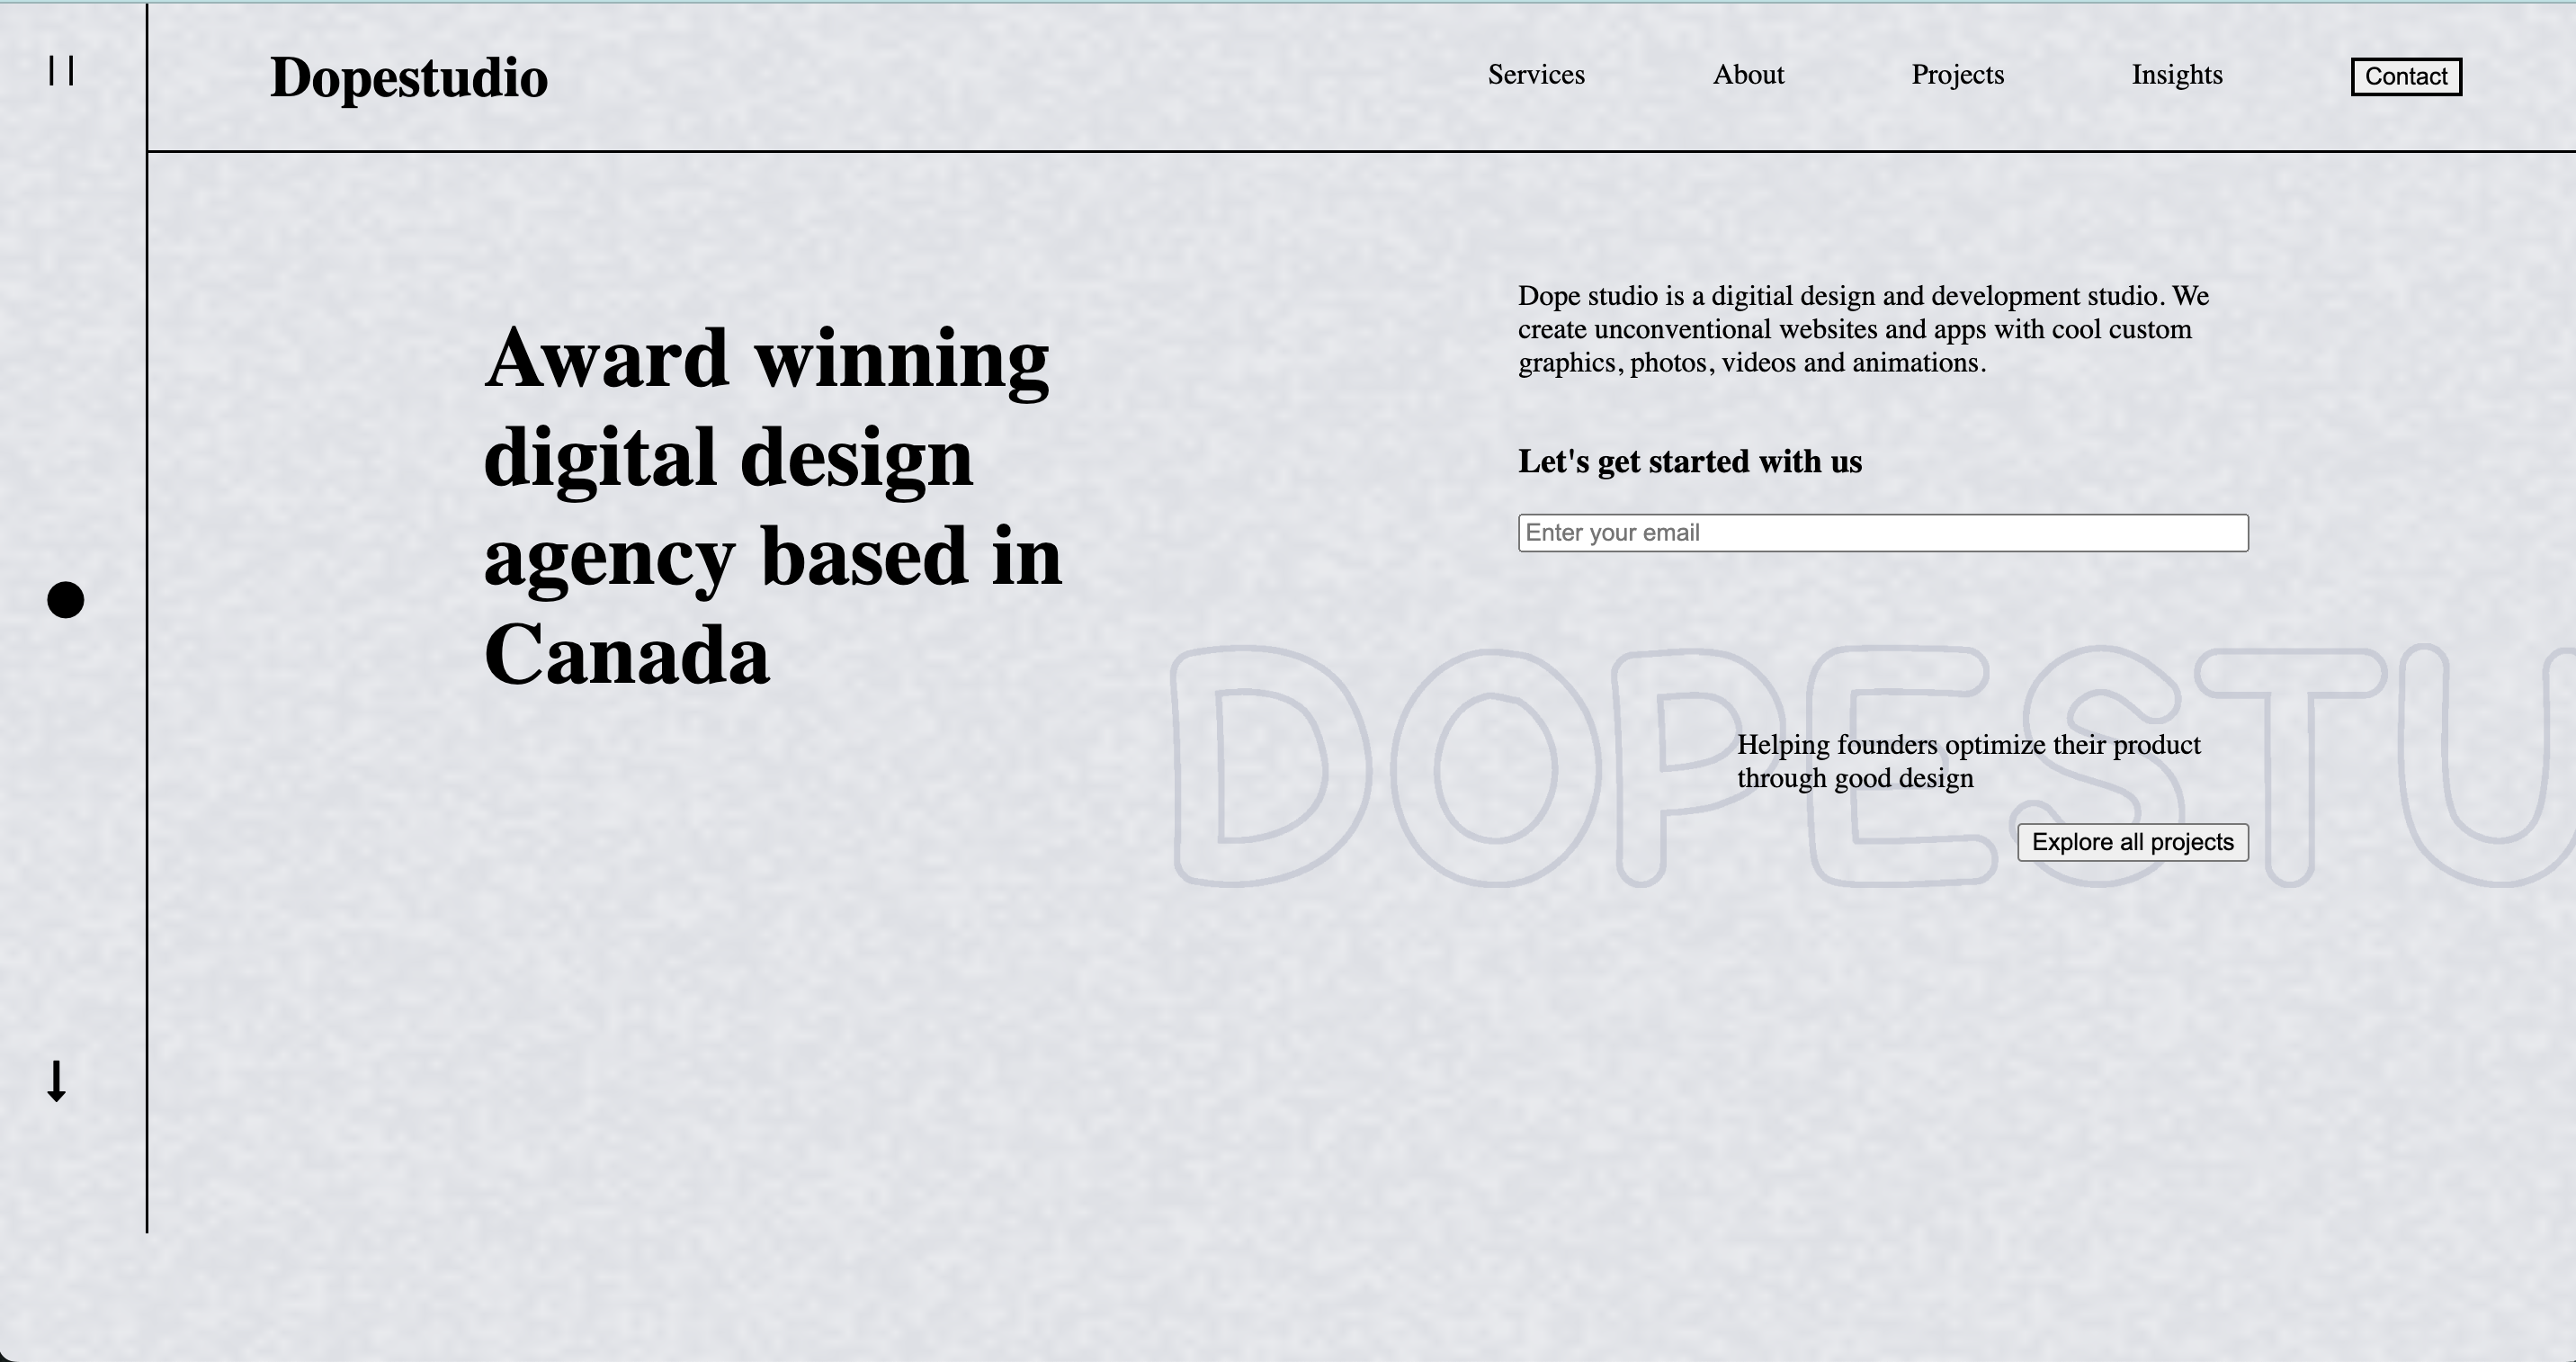 Dopestudio
Services
About
Projects
Insights
Contact
Award winning
digital design
agency based in
Canada
Dope studio is a digitial design and development studio. We
create unconventional websites and apps with cool custom
graphics, photos, videos and animations.
Let's get started with us
Enter your email
DOPESTU
Helping founders optimize their product
through good design
Explore all projects